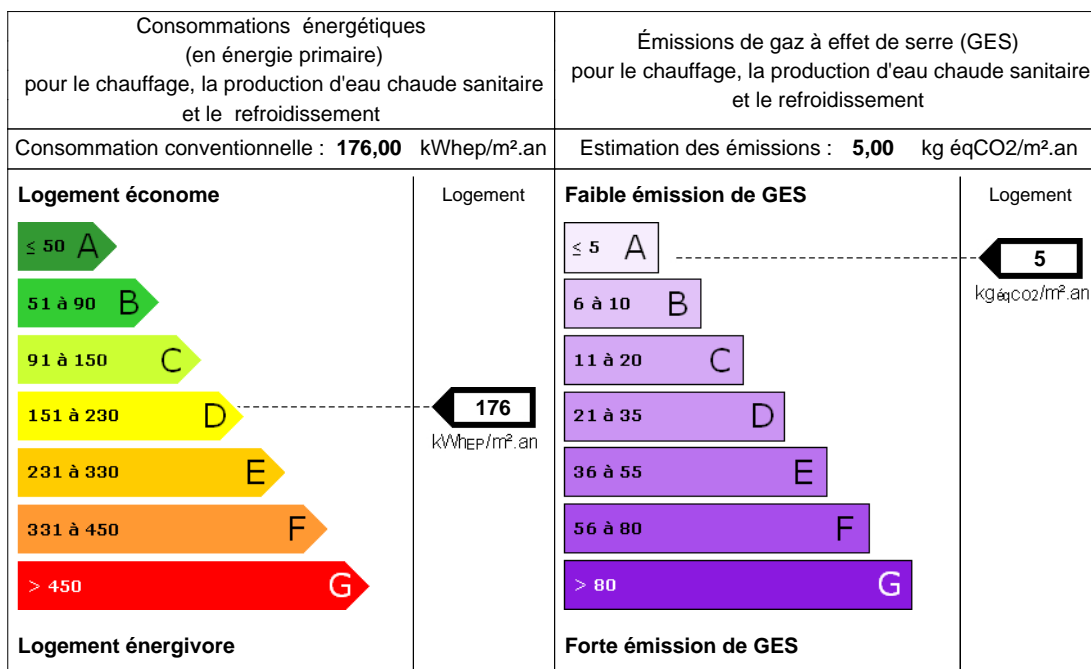 Consommations énergétiques
(en énergie primaire)
pour le chauffage, la production d'eau chaude sanitaire
et le refroidissement
Émissions de gaz à effet de serre (GES)
pour le chauffage, la production d'eau chaude sanitaire
et le refroidissement
Consommation conventionnelle : 176,00 kWhep/m².an
Estimation des émissions : 5,00 kg éqCO2/m².an
Logement économe
Logement
≤ 50 A
51 à 90 B
91 à 150 C
151 à 230 D
231 à 330 E
331 à 450 F
> 450 G
176
kWhEP/m².an
Logement énergivore
Faible émission de GES
Logement
≤ 5 A
6 à 10 B
11 à 20 C
21 à 35 D
36 à 55 E
56 à 80 F
> 80 G
5
kgéqCO2/m².an
Forte émission de GES